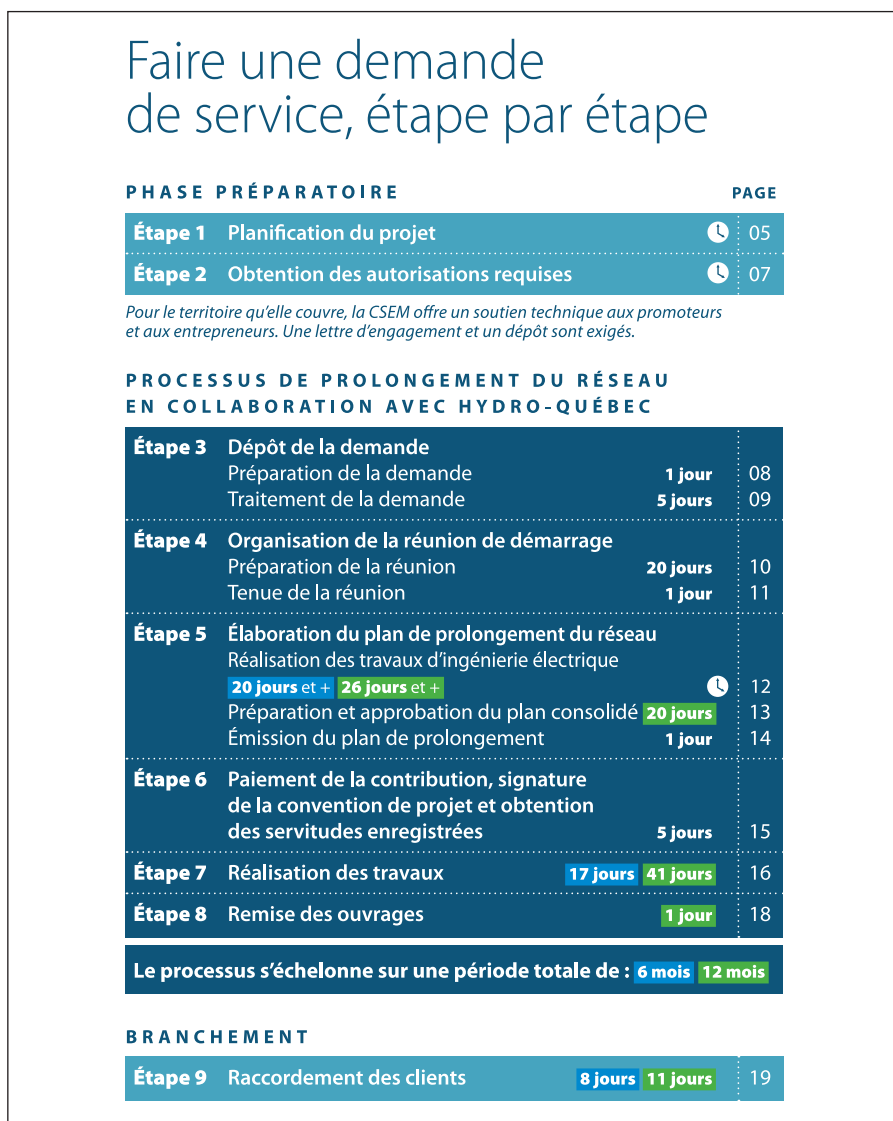 Faire une demande
de service, étape par étape
PHASE PRÉPARATOIRE PAGE
Étape 1 Planification du projet 05
Étape 2 Obtention des autorisations requises 07
Pour le territoire qu'elle couvre, la CSEM offre un soutien technique aux promoteurs
et aux entrepreneurs. Une lettre d'engagement et un dépôt sont exigés.
PROCESSUS DE PROLONGEMENT DU RÉSEAU
EN COLLABORATION AVEC HYDRO-QUÉBEC
Étape 3 Dépôt de la demande
Préparation de la demande 1 jour 08
Traitement de la demande 5 jours 09
Étape 4 Organisation de la réunion de démarrage
Préparation de la réunion 20 jours 10
Tenue de la réunion 1 jour 11
Étape 5 Élaboration du plan de prolongement du réseau
Réalisation des travaux d'ingénierie électrique
20 jours et + 26 jours et + 12
Préparation et approbation du plan consolidé 20 jours 13
Émission du plan de prolongement 1 jour 14
Étape 6 Paiement de la contribution, signature
de la convention de projet et obtention
des servitudes enregistrées 5 jours 15
Étape 7 Réalisation des travaux 17 jours 41 jours 16
Étape 8 Remise des ouvrages 1 jour 18
Le processus s'échelonne sur une période totale de : 6 mois 12 mois
BRANCHEMENT
Étape 9 Raccordement des clients 8 jours 11 jours 19